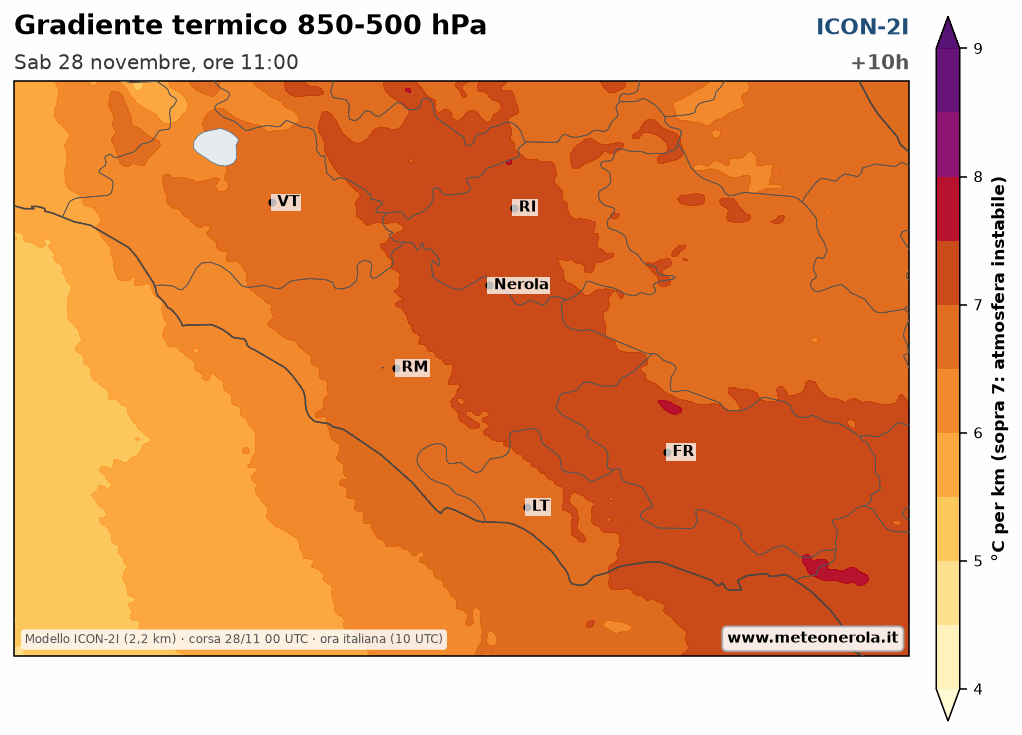 Gradiente termico 850-500 hPa
ICON-2I
Sab 28 novembre, ore 11:00
+10h
VT
RI
Nerola
RM
FR
LT
Modello ICON-2I (2,2 km) · corsa 28/11 00 UTC · ora italiana (10 UTC)
www.meteonerola.it
9
8
7
6
5
4
°C per km (sopra 7: atmosfera instabile)